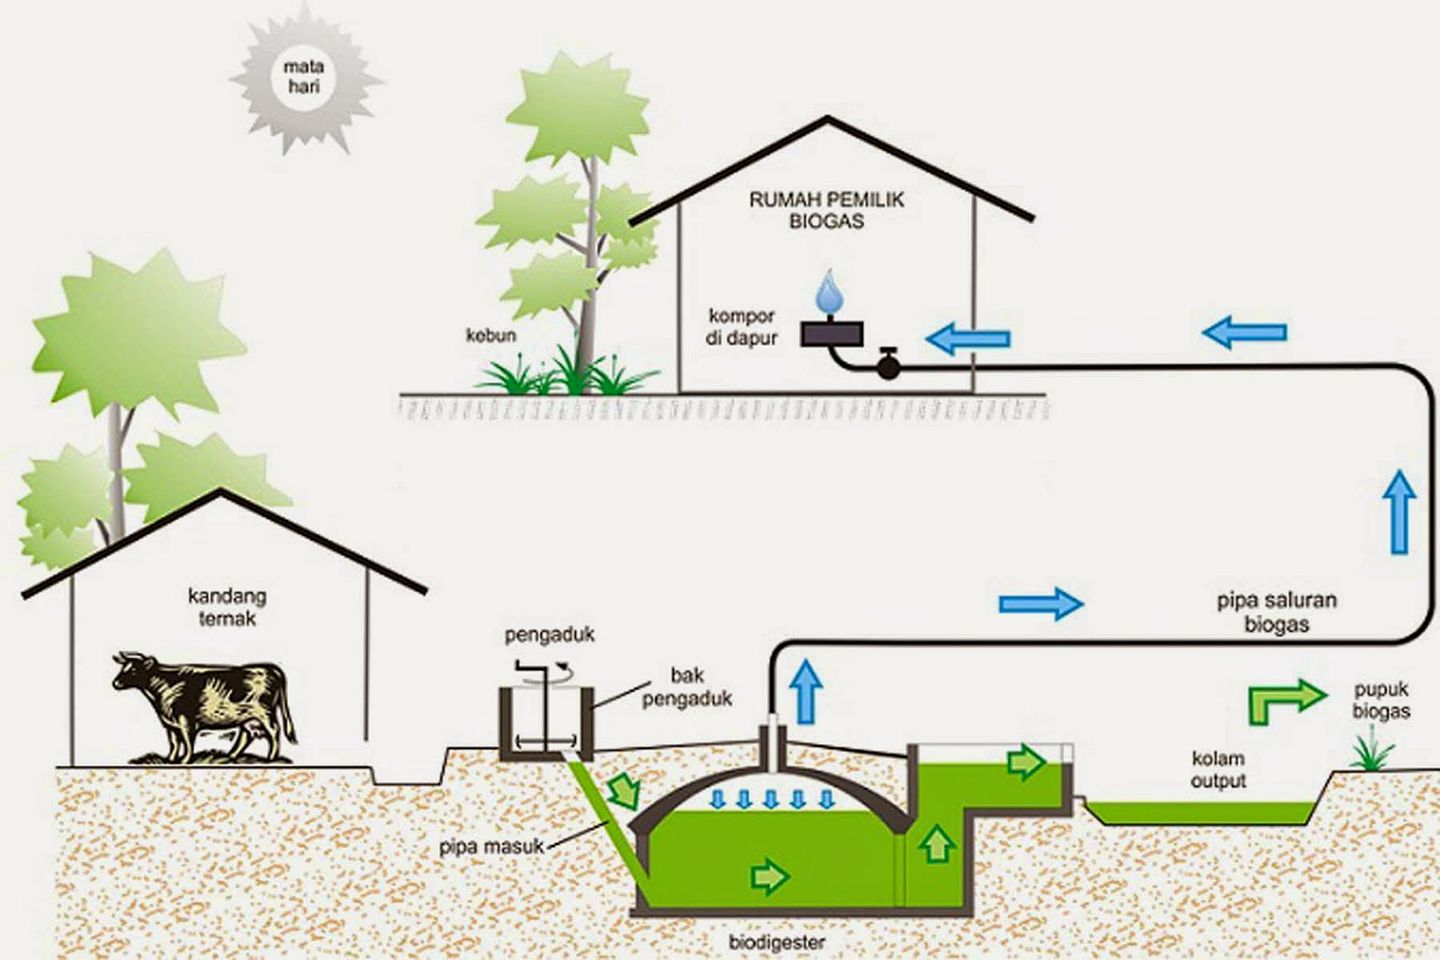 mata
hari
RUMAH PEMILIK
BIOGAS
kompor
di dapur
kebun
kandang
ternak
pengaduk
bak
pengaduk
pipa saluran
biogas
pupuk
biogas
kolam
output
pipa masuk
biodigester